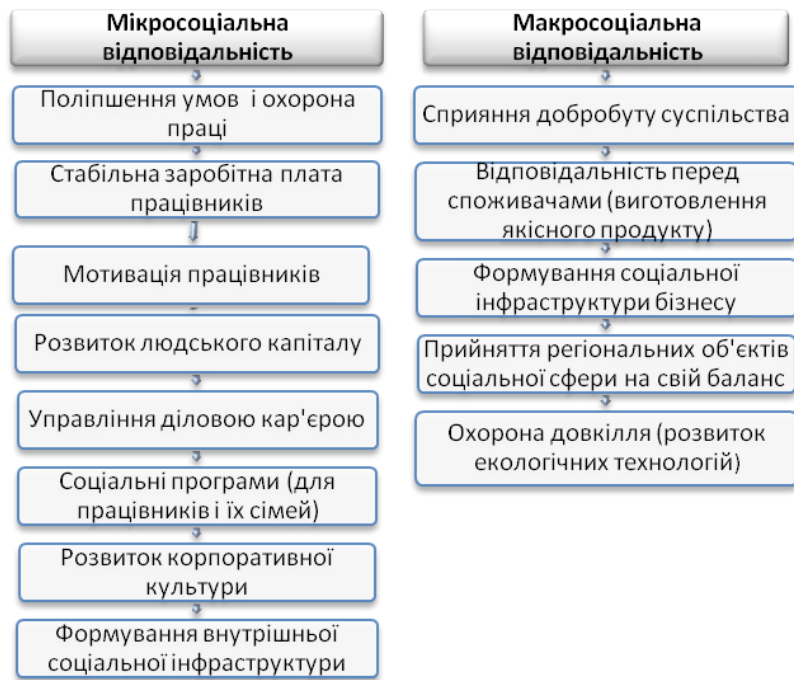 Мікросоціальна
відповідальність
Поліпшення умов і охорона
праці
Стабільна заробітна плата
працівників
Мотивація працівників
Розвиток людського капіталу
Управління діловою кар'єрою
Соціальні програми (для
працівників і їх сімей)
Розвиток корпоративної
культури
Формування внутрішньої
соціальної інфраструктури
Макросоціальна
відповідальність
Сприяння добробуту суспільства
Відповідальність перед
споживачами (виготовлення
якісного продукту)
Формування соціальної
інфраструктури бізнесу
Прийняття регіональних об'єктів
соціальної сфери на свій баланс
Охорона довкілля (розвиток
екологічних технологій)